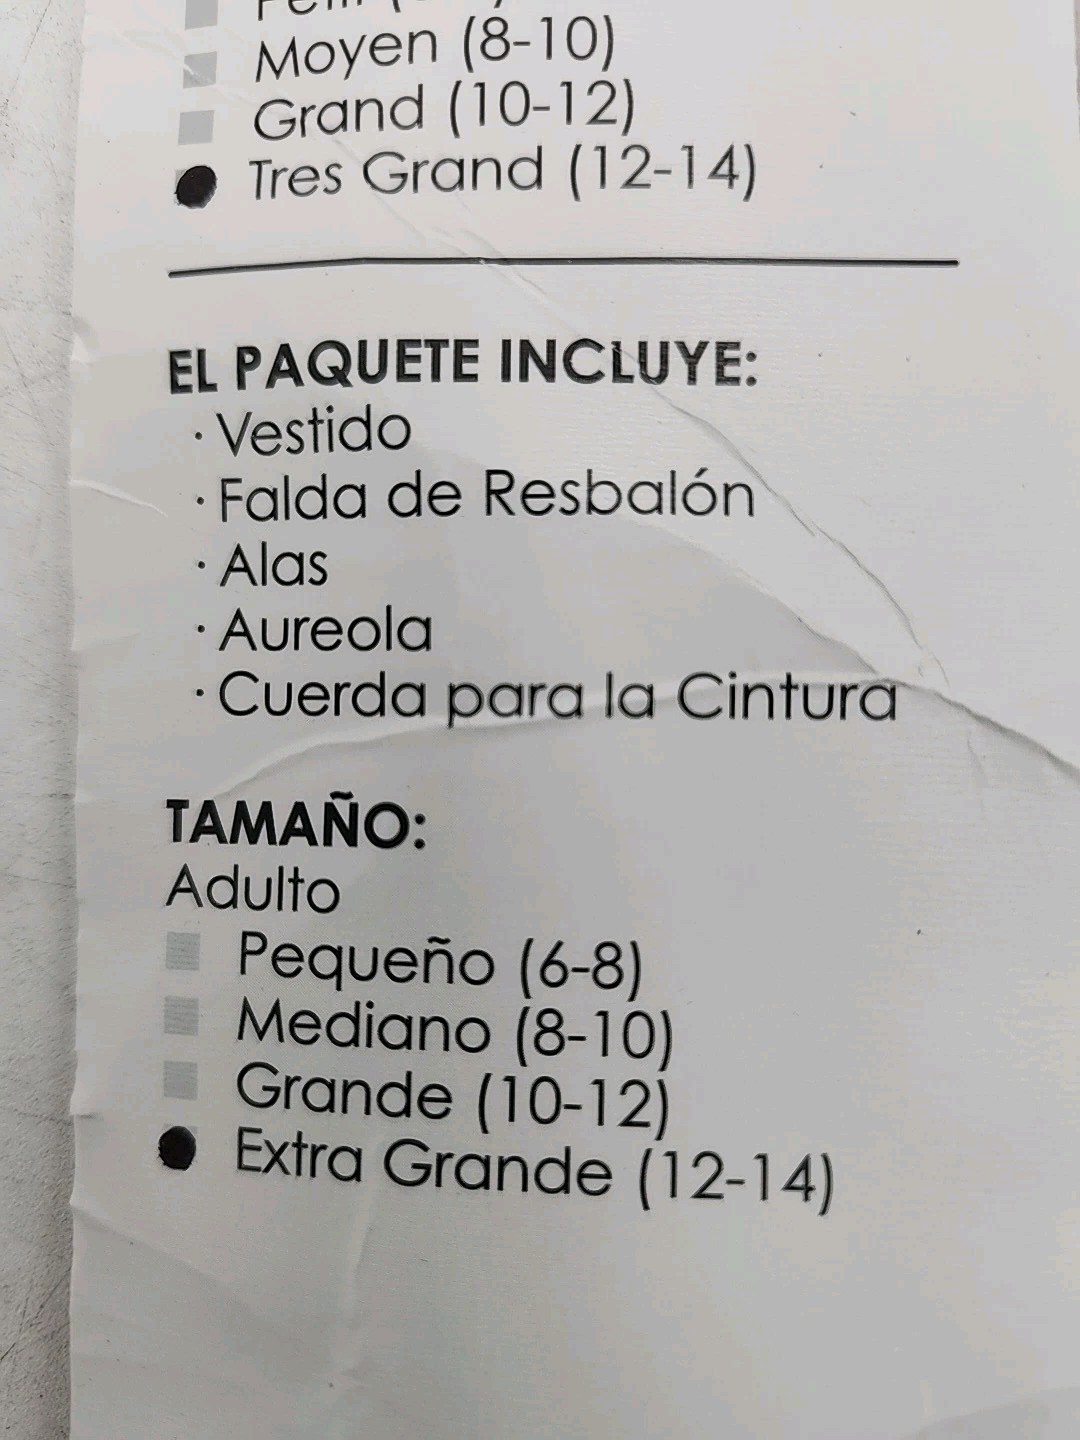 Moyen (8-10)
Grand (10-12)
Tres Grand (12-14)
EL PAQUETE INCLUYE:
· Vestido
· Falda de Resbalón
· Alas
· Aureola
· Cuerda para la Cintura
TAMAÑO:
Adulto
Pequeño (6-8)
Mediano (8-10)
Grande (10-12)
Extra Grande (12-14)